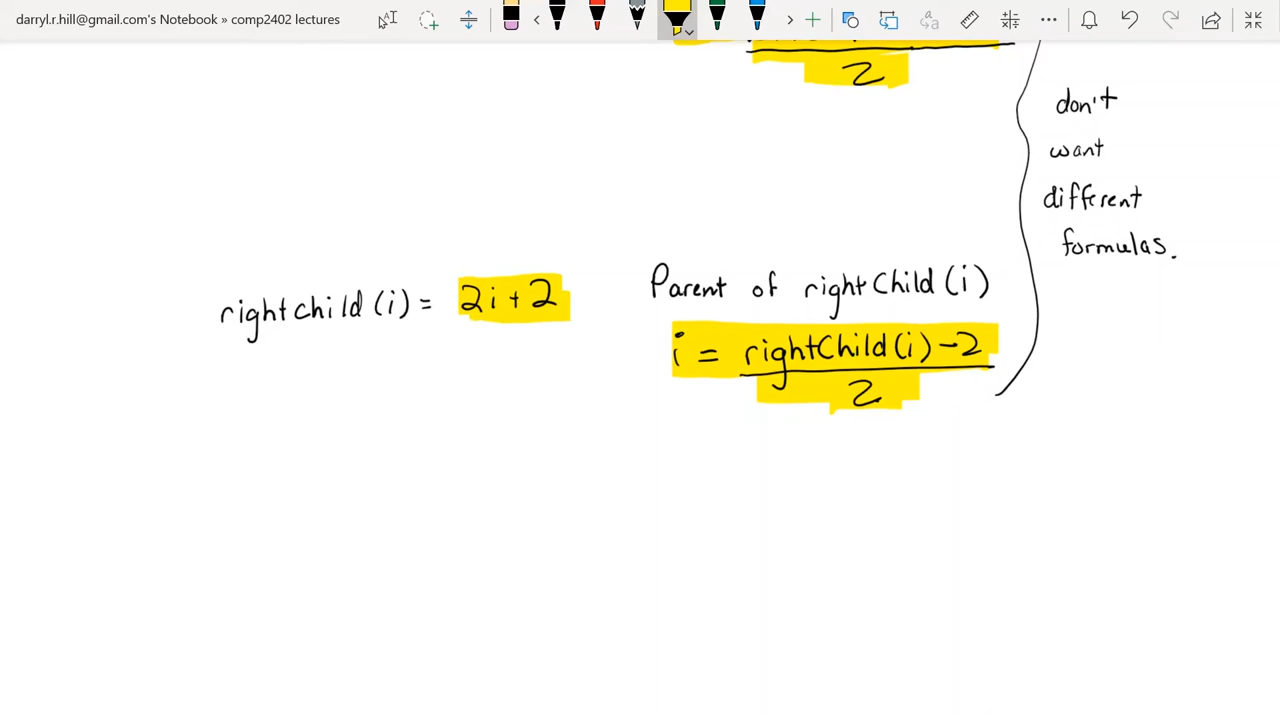 darryl.r.hill@gmail.com's Notebook » comp2402 lectures
2
don't
want
different
formulas.
rightchild (i) = 2i + 2
Parent of rightChild (i)
i = rightChild (i) - 2
2